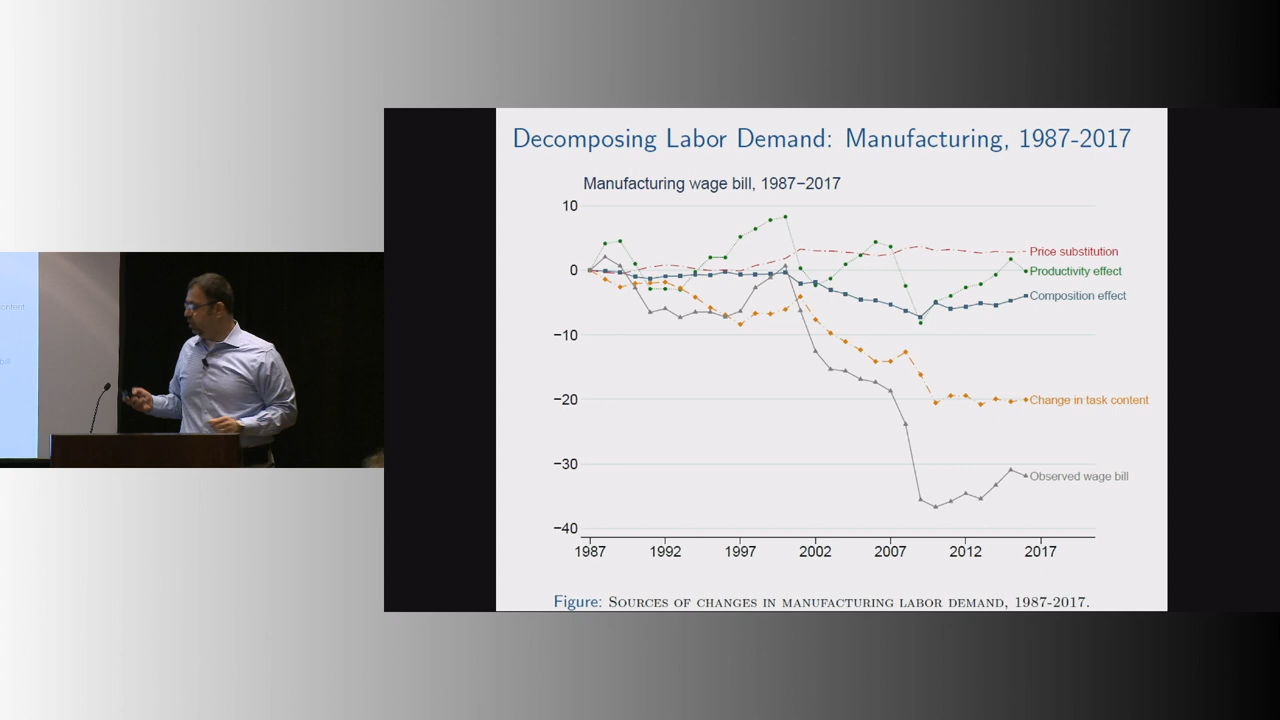 Decomposing Labor Demand: Manufacturing, 1987-2017
Manufacturing wage bill, 1987−2017
10
0
−10
−20
−30
−40
Price substitution
Productivity effect
Composition effect
Change in task content
Observed wage bill
1987
1992
1997
2002
2007
2012
2017
Figure: Sources of changes in manufacturing labor demand, 1987-2017.
content
bill